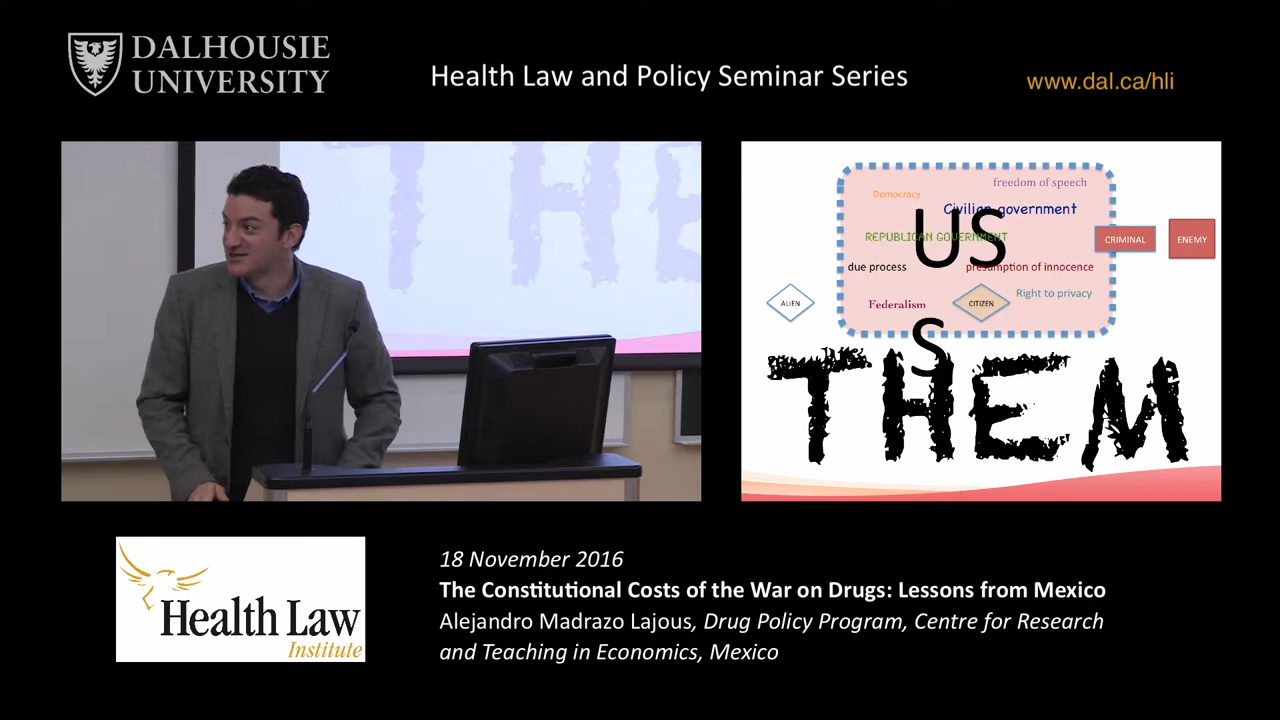 DALHOUSIE
UNIVERSITY
Health Law and Policy Seminar Series
www.dal.ca/hli
T H E
freedom of speech
Democracy
Civilian government
US
REPUBLICAN GOVERNMENT
CRIMINAL
ENEMY
due process
presumption of innocence
Right to privacy
ALIEN
Federalism
CITIZEN
S
THEM
Health Law
Institute
18 November 2016
The Constitutional Costs of the War on Drugs: Lessons from Mexico
Alejandro Madrazo Lajous, Drug Policy Program, Centre for Research
and Teaching in Economics, Mexico